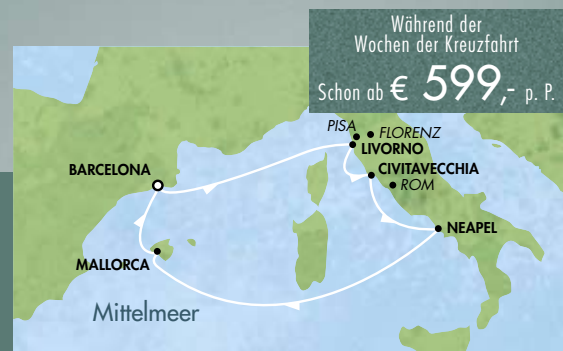 Während der
Wochen der Kreuzfahrt
Schon ab € 599,- p. P.
PISA
FLORENZ
LIVORNO
CIVITAVECCHIA
ROM
BARCELONA
NEAPEL
MALLORCA
Mittelmeer